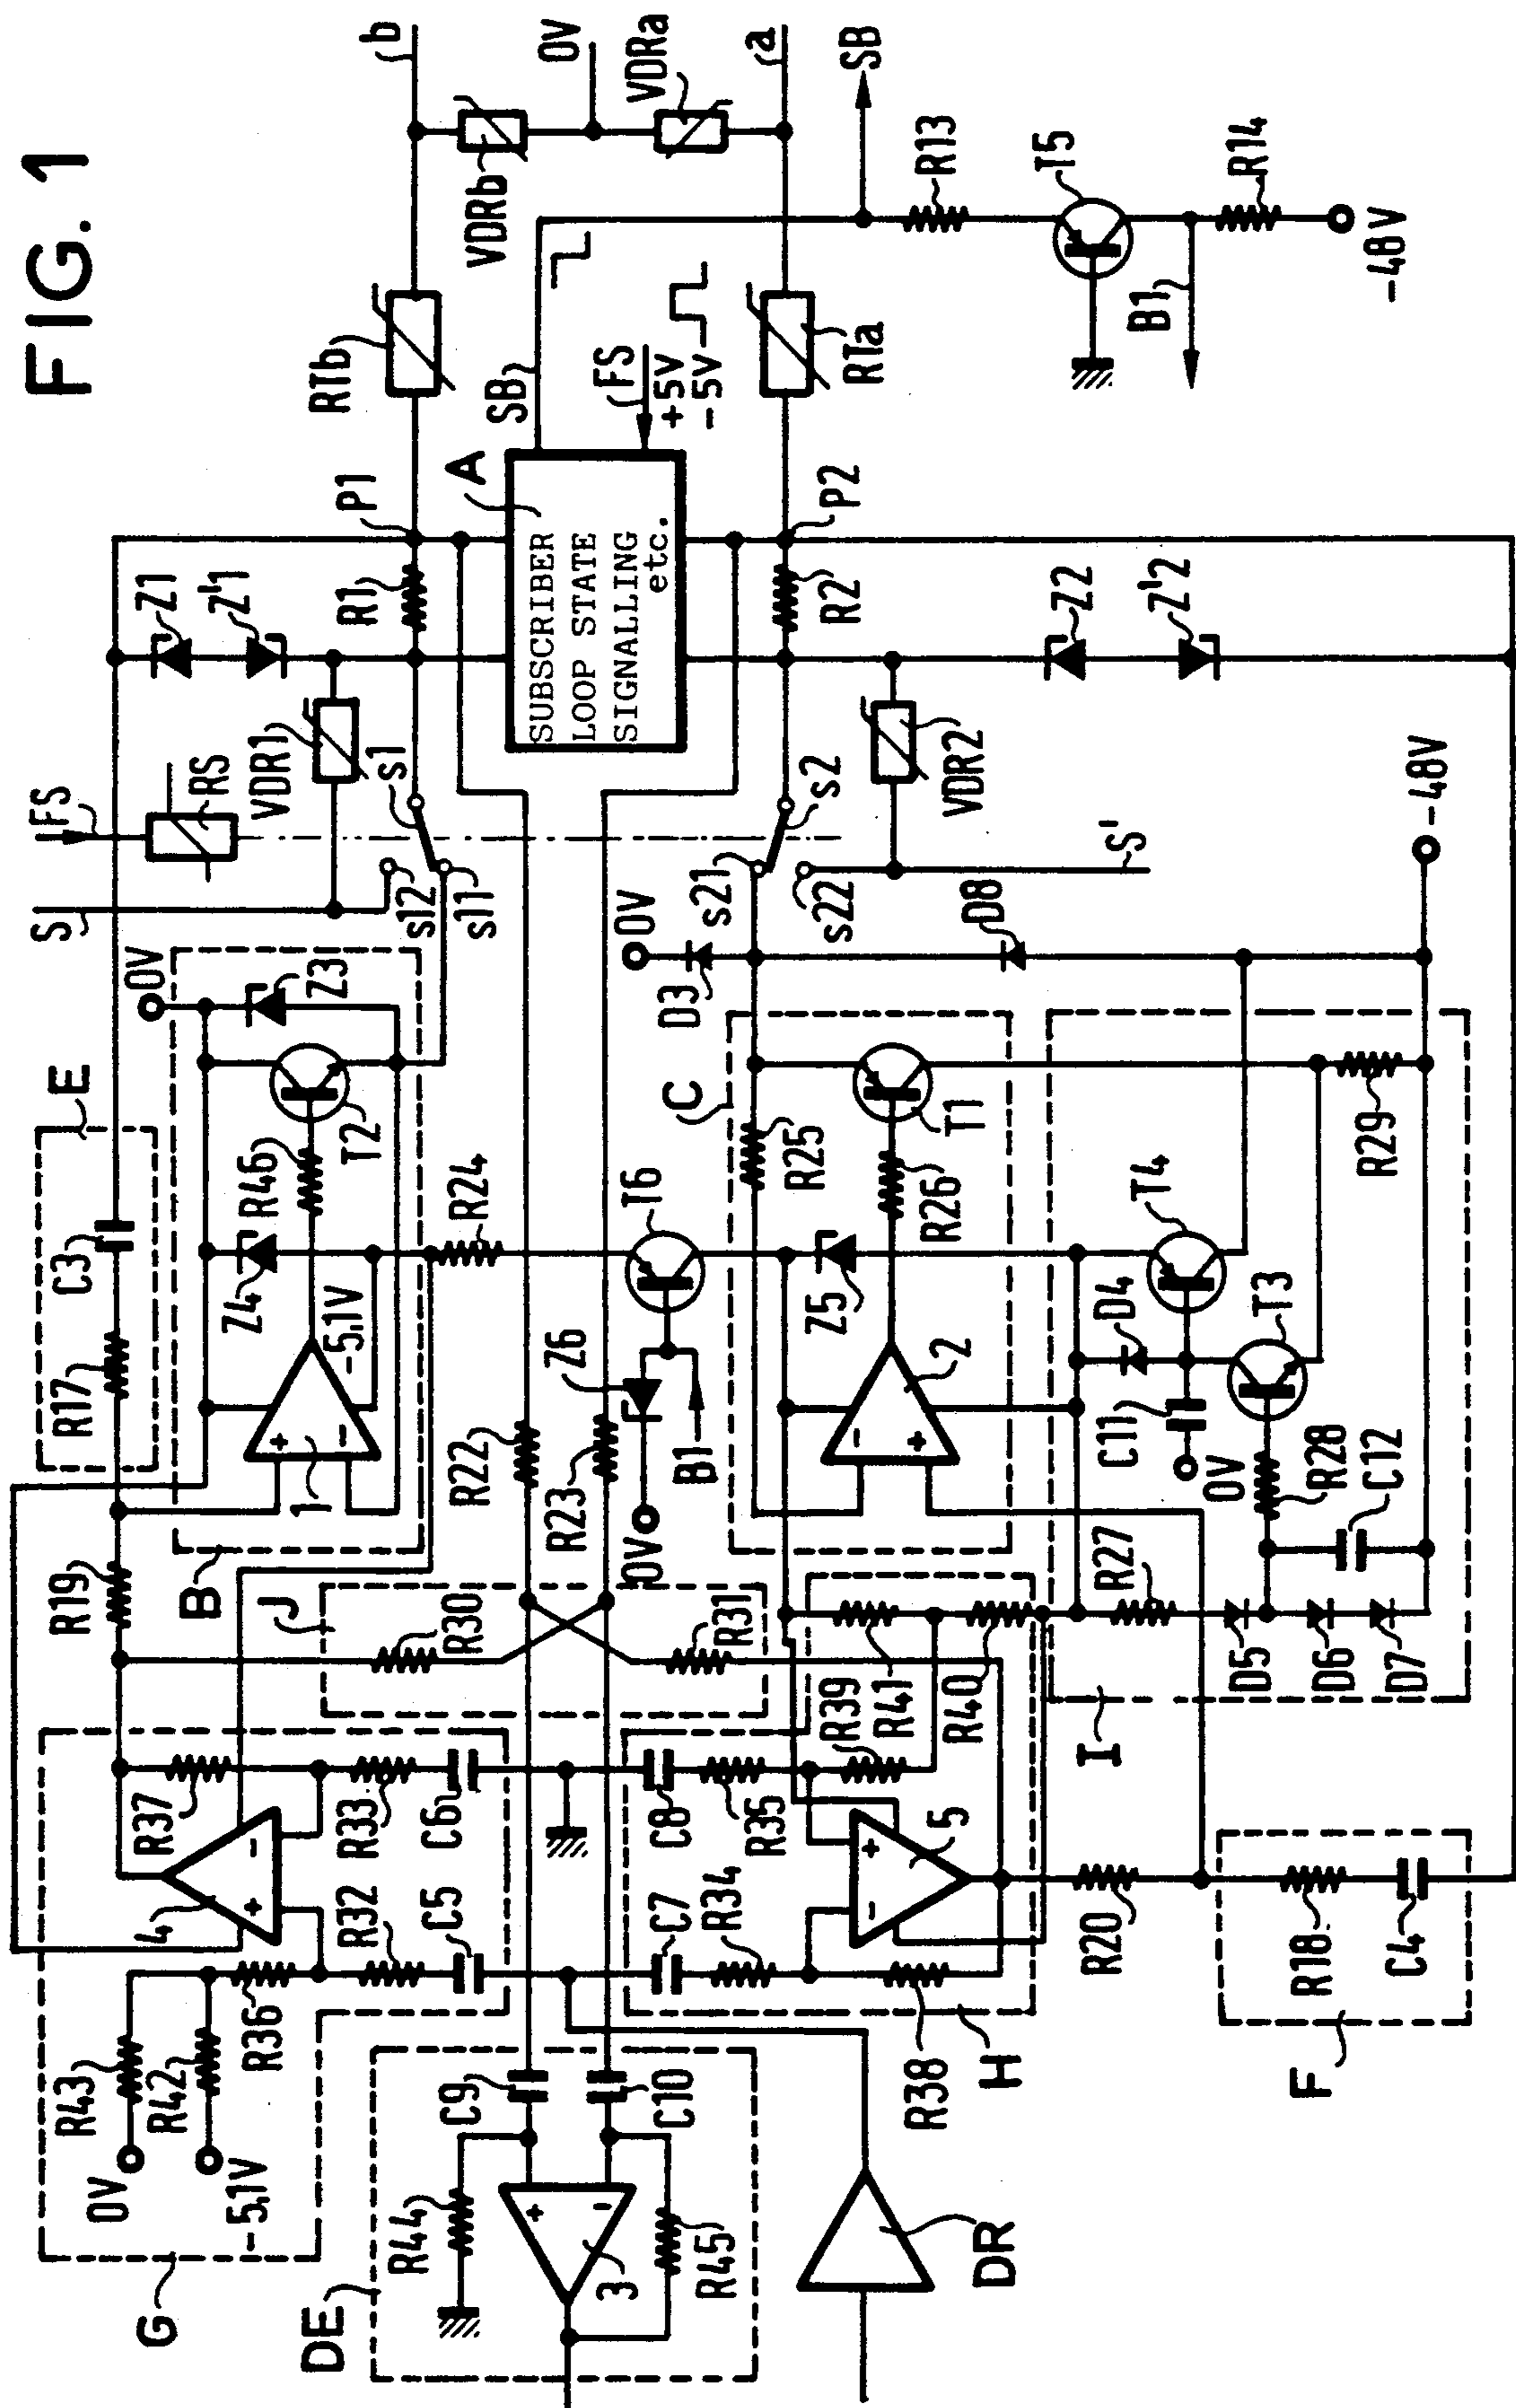 FIG. 1
b
0V
VDRb
VDRa
a
SB
R13
T5
R14
-48V
B1
RTb
SB
FS
+5V
-5V
RTa
P1
A
SUBSCRIBER
LOOP STATE
SIGNALLING
etc.
P2
R1
R2
Z1
Z'1
Z2
Z'2
FS
RS
VDR1
s1
s2
VDR2
S
s12
s11
s21
s22
S'
0V
D3
D8
-48V
0V
Z3
E
C3
R17
Z4
R46
T2
-5.1V
1
R24
B
T6
Z6
B1
0V
R22
R23
C
R25
T1
R26
Z5
2
T4
D4
T3
C11
0V
R28
C12
R29
R27
D5
D6
D7
I
R19
J
R30
R31
R39
R41
R40
R37
R33
C6
C8
R35
4
5
R32
C5
C7
R34
R36
R38
H
R20
R18
C4
F
R43
R42
0V
-5.1V
G
C9
C10
R44
3
R45
DE
DR
+
-
+
-
-
+
+
-
+
-